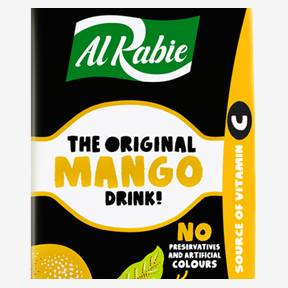 Al Rabie
THE ORIGINAL
MANGO
DRINK!
NO
PRESERVATIVES
AND ARTIFICIAL
COLOURS
SOURCE OF VITAMIN C